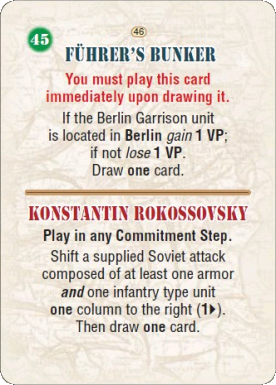 45
46
FÜHRER'S BUNKER
You must play this card
immediately upon drawing it.
If the Berlin Garrison unit
is located in Berlin gain 1 VP;
if not lose 1 VP.
Draw one card.
KONSTANTIN ROKOSSOVSKY
Play in any Commitment Step.
Shift a supplied Soviet attack
composed of at least one armor
and one infantry type unit
one column to the right (1▶).
Then draw one card.